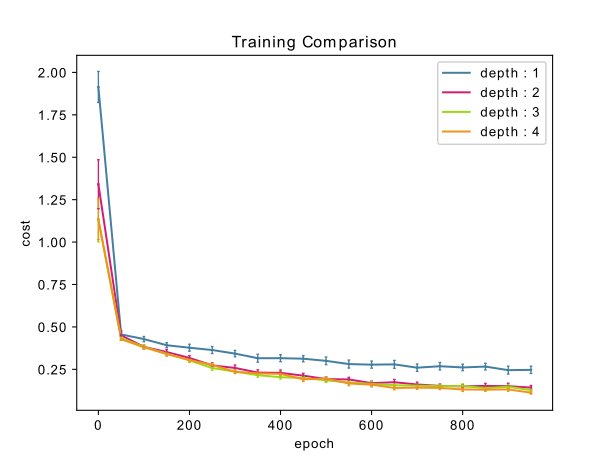 Training Comparison
2.00
1.75
1.50
1.25
1.00
0.75
0.50
0.25
cost
depth : 1
depth : 2
depth : 3
depth : 4
0 200 400 600 800
epoch